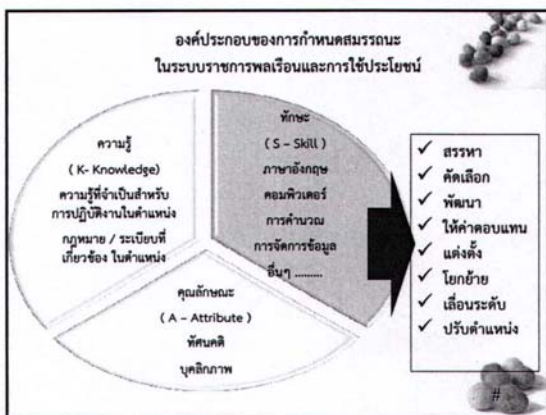 องค์ประกอบของการกำหนดสมรรถนะ
ในระบบราชการพลเรือนและการใช้ประโยชน์
ความรู้
( K- Knowledge)
ความรู้ที่จำเป็นสำหรับ
การปฏิบัติงานในตำแหน่ง
กฎหมาย / ระเบียบที่
เกี่ยวข้อง ในตำแหน่ง
ทักษะ
( S – Skill )
ภาษาอังกฤษ
คอมพิวเตอร์
การคำนวณ
การจัดการข้อมูล
อื่นๆ .........
คุณลักษณะ
( A – Attribute )
ทัศนคติ
บุคลิกภาพ
✓ สรรหา
✓ คัดเลือก
✓ พัฒนา
✓ ให้ค่าตอบแทน
✓ แต่งตั้ง
✓ โยกย้าย
✓ เลื่อนระดับ
✓ ปรับตำแหน่ง
#